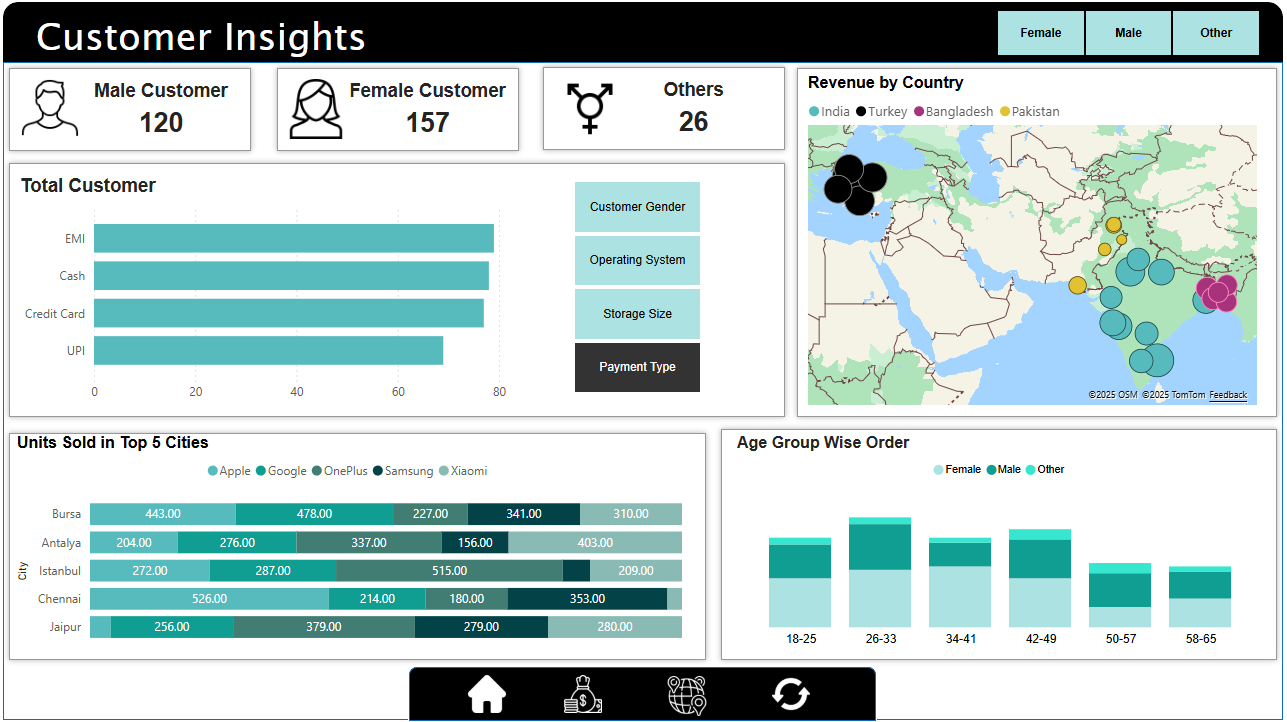 Customer Insights
Female Male Other
Male Customer
120
Female Customer
157
Others
26
Revenue by Country
India Turkey Bangladesh Pakistan
©2025 OSM ©2025 TomTom Feedback
Total Customer
EMI
Cash
Credit Card
UPI
0 20 40 60 80
Customer Gender
Operating System
Storage Size
Payment Type
Units Sold in Top 5 Cities
Apple Google OnePlus Samsung Xiaomi
City
Bursa 443.00 478.00 227.00 341.00 310.00
Antalya 204.00 276.00 337.00 156.00 403.00
Istanbul 272.00 287.00 515.00 209.00
Chennai 526.00 214.00 180.00 353.00
Jaipur 256.00 379.00 279.00 280.00
Age Group Wise Order
Female Male Other
18-25 26-33 34-41 42-49 50-57 58-65
$